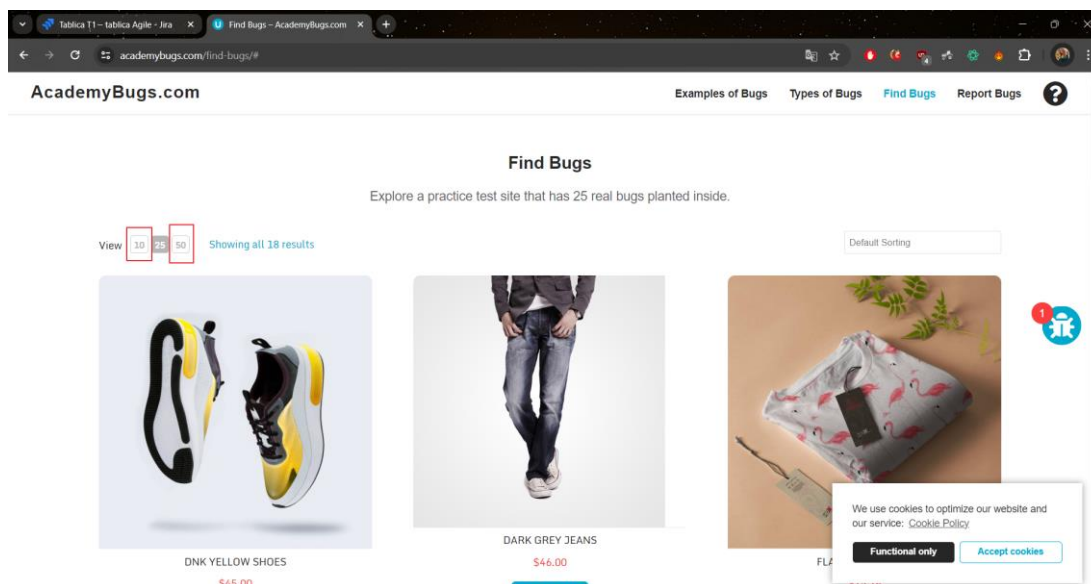 Tablica T1 – tablica Agile - Jira
Find Bugs – AcademyBugs.com
academybugs.com/find-bugs/#
AcademyBugs.com
Examples of Bugs
Types of Bugs
Find Bugs
Report Bugs
Find Bugs
Explore a practice test site that has 25 real bugs planted inside.
View 10 25 50 Showing all 18 results
Default Sorting
1
DNK YELLOW SHOES
$45.00
DARK GREY JEANS
$46.00
We use cookies to optimize our website and
our service: Cookie Policy
Functional only
Accept cookies